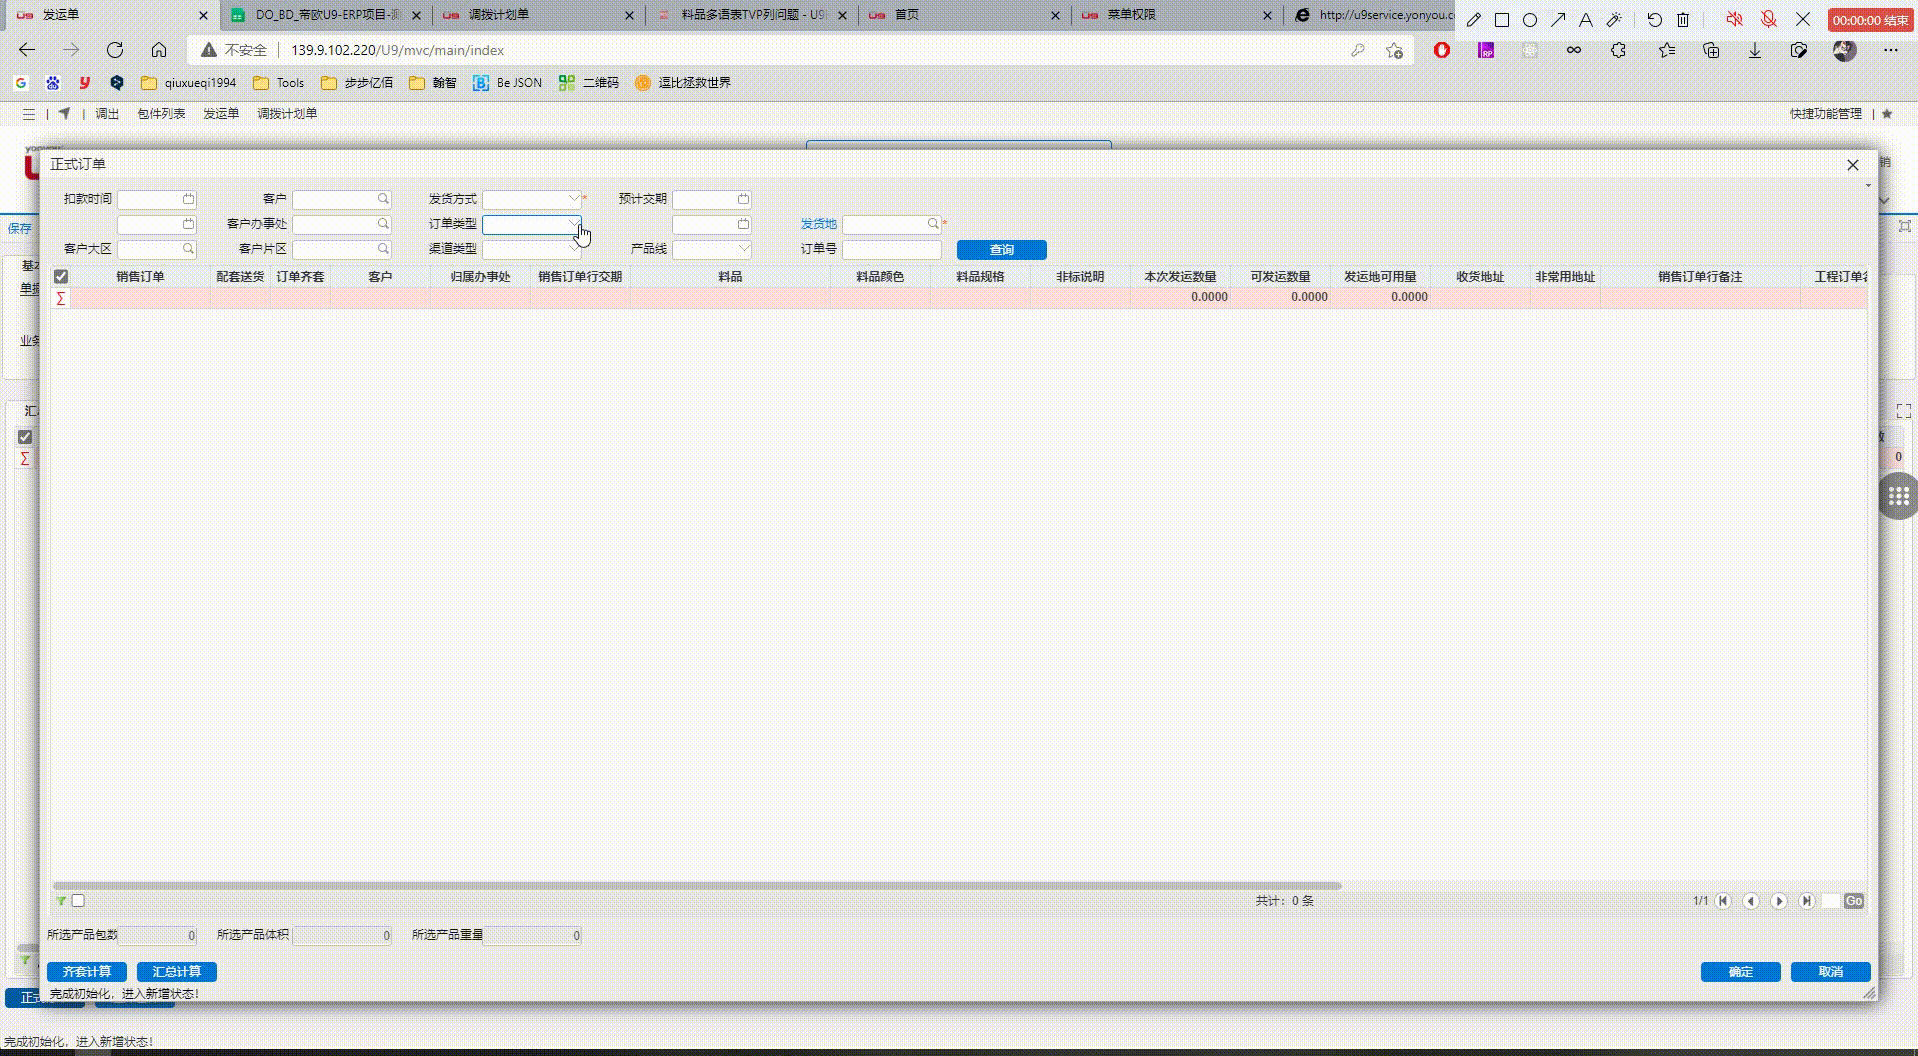 发运单
DO_BD_帝欧U9-ERP项目-测
调拨计划单
料品多语表TVP列问题 - U9
首页
菜单权限
http://u9service.yonyou.c
00:00:00 结束
不安全
139.9.102.220/U9/mvc/main/index
qiuxueqi1994
Tools
步步亿佰
翰智
Be JSON
二维码
逗比拯救世界
调出 包件列表 发运单 调拨计划单
快捷功能管理
正式订单
扣款时间 客户 发货方式 * 预计交期
客户办事处 订单类型 发货地 *
客户大区 客户片区 渠道类型 产品线 订单号 查询
销售订单 配套送货 订单齐套 客户 归属办事处 销售订单行交期 料品 料品颜色 料品规格 非标说明 本次发运数量 可发运数量 发运地可用量 收货地址 非常用地址 销售订单行备注 工程订单
∑ 0.0000 0.0000 0.0000
保存
单据
业务
∑ 0
共计：0 条
1/1
Go
所选产品包数 0 所选产品体积 0 所选产品重量 0
齐套计算 汇总计算
确定 取消
完成初始化，进入新增状态!
正式
完成初始化，进入新增状态!